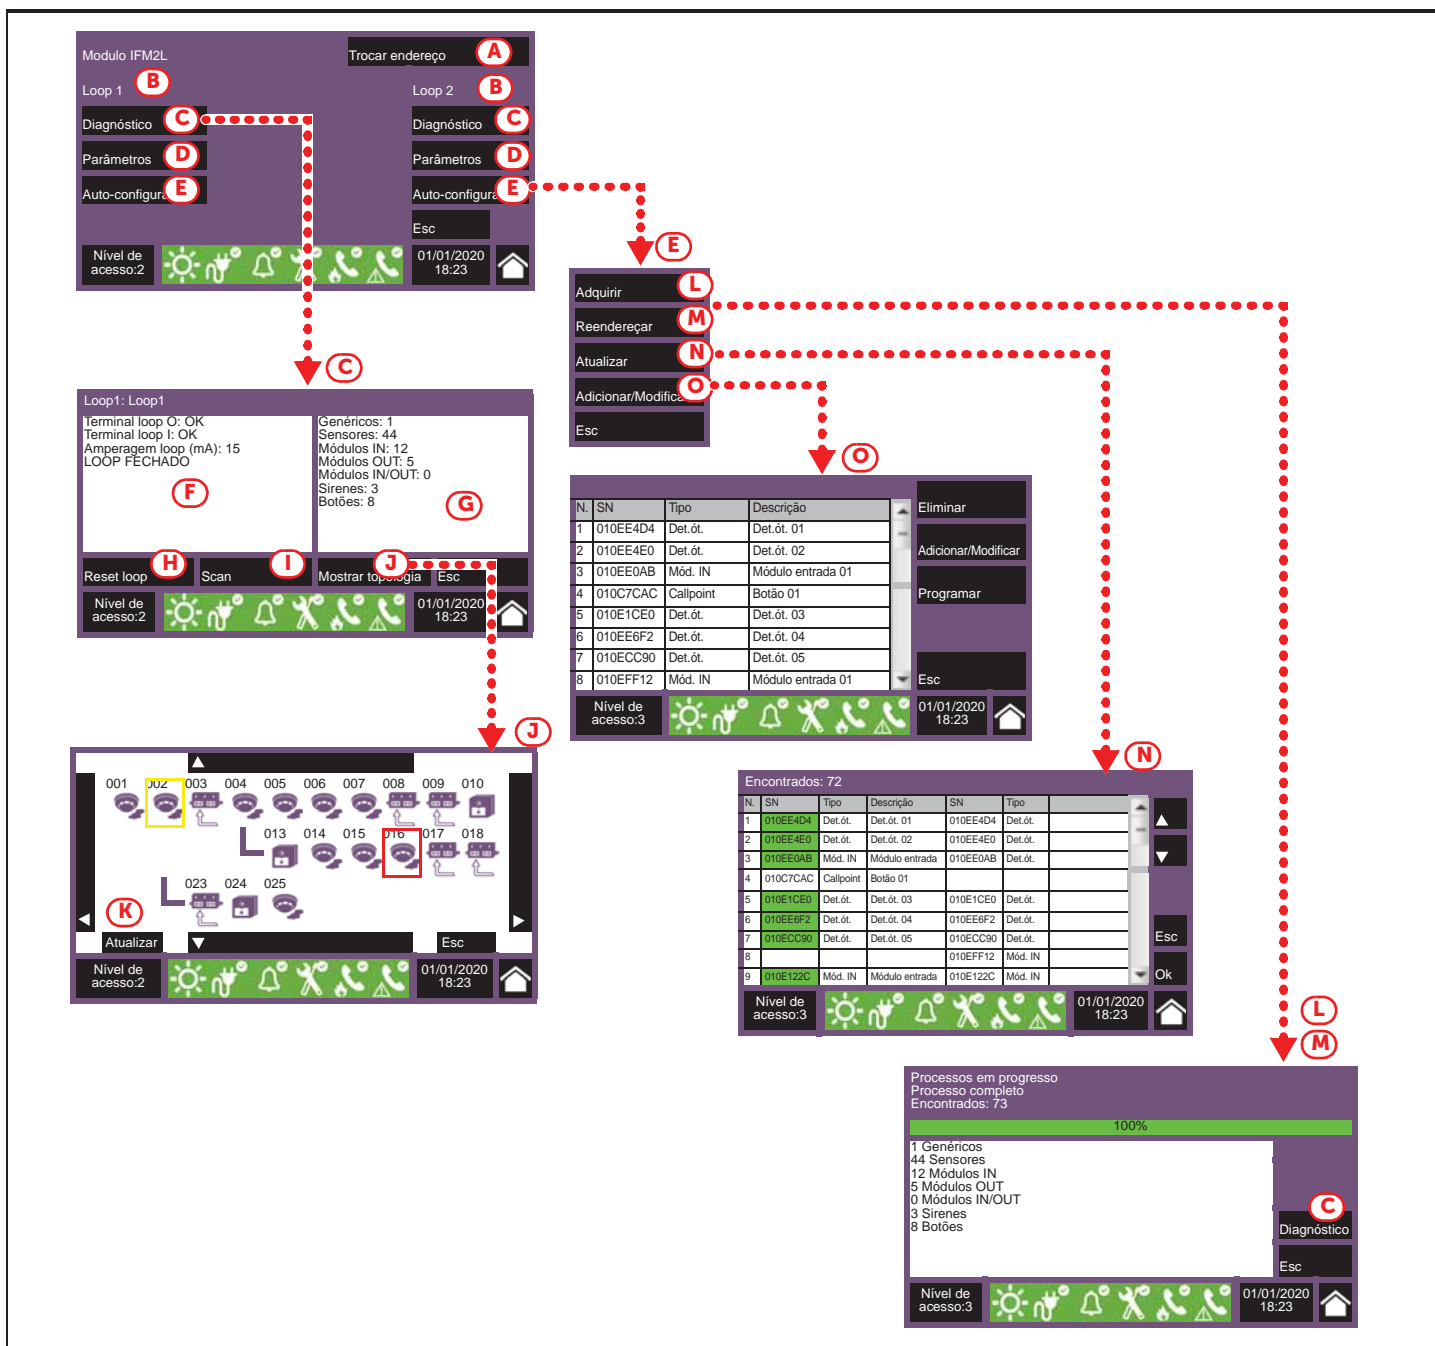 Modulo IFM2L
Trocar endereço
A
Loop 1
B
Loop 2
B
Diagnóstico
C
Diagnóstico
C
Parâmetros
D
Parâmetros
D
Auto-configura
E
Auto-configura
E
Esc
Nível de
acesso:2
01/01/2020
18:23
C
Loop1: Loop1
Terminal loop O: OK
Terminal loop I: OK
Amperagem loop (mA): 15
LOOP FECHADO
F
Genéricos: 1
Sensores: 44
Módulos IN: 12
Módulos OUT: 5
Módulos IN/OUT: 0
Sirenes: 3
Botões: 8
G
Reset loop
H
Scan
I
Mostrar topologia
J
Esc
Nível de
acesso:2
01/01/2020
18:23
J
001 002 003 004 005 006 007 008 009 010
013 014 015 016 017 018
023 024 025
K
Atualizar
Esc
Nível de
acesso:2
01/01/2020
18:23
E
Adquirir
L
Reendereçar
M
Atualizar
N
Adicionar/Modifica
O
Esc
O
N. SN Tipo Descrição
1 010EE4D4 Det.ót. Det.ót. 01
2 010EE4E0 Det.ót. Det.ót. 02
3 010EE0AB Mód. IN Módulo entrada 01
4 010C7CAC Callpoint Botão 01
5 010E1CE0 Det.ót. Det.ót. 03
6 010EE6F2 Det.ót. Det.ót. 04
7 010ECC90 Det.ót. Det.ót. 05
8 010EFF12 Mód. IN Módulo entrada 01
Eliminar
Adicionar/Modificar
Programar
Esc
Nível de
acesso:3
01/01/2020
18:23
N
Encontrados: 72
N. SN Tipo Descrição SN Tipo
1 010EE4D4 Det.ót. Det.ót. 01 010EE4D4 Det.ót.
2 010EE4E0 Det.ót. Det.ót. 02 010EE4E0 Det.ót.
3 010EE0AB Mód. IN Módulo entrada 010EE0AB Det.ót.
4 010C7CAC Callpoint Botão 01
5 010E1CE0 Det.ót. Det.ót. 03 010E1CE0 Det.ót.
6 010EE6F2 Det.ót. Det.ót. 04 010EE6F2 Det.ót.
7 010ECC90 Det.ót. Det.ót. 05 010ECC90 Det.ót.
8 010EFF12 Mód. IN
9 010E122C Mód. IN Módulo entrada 010E122C Mód. IN
Esc
Ok
Nível de
acesso:3
01/01/2020
18:23
L
M
Processos em progresso
Processo completo
Encontrados: 73
100%
1 Genéricos
44 Sensores
12 Módulos IN
5 Módulos OUT
0 Módulos IN/OUT
3 Sirenes
8 Botões
C
Diagnóstico
Esc
Nível de
acesso:3
01/01/2020
18:23